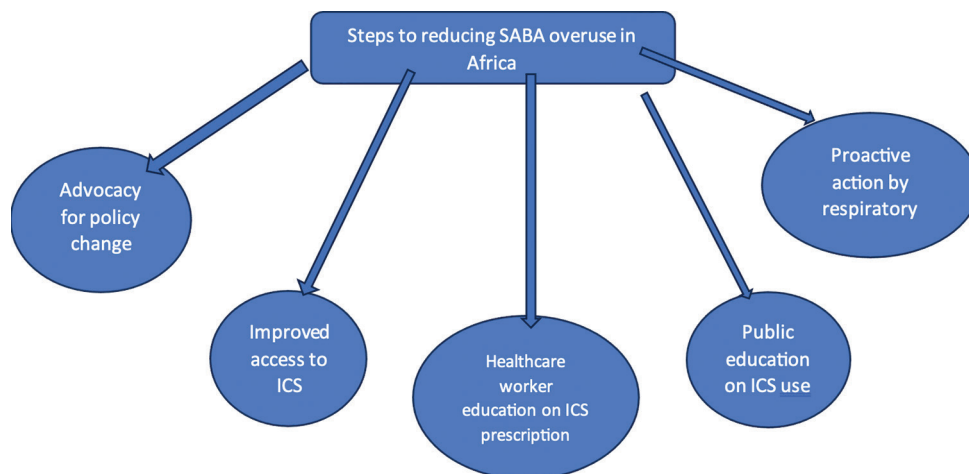 Steps to reducing SABA overuse in
Africa
Advocacy
for policy
change
Improved
access to
ICS
Healthcare
worker
education on ICS
prescription
Public
education
on ICS use
Proactive
action by
respiratory